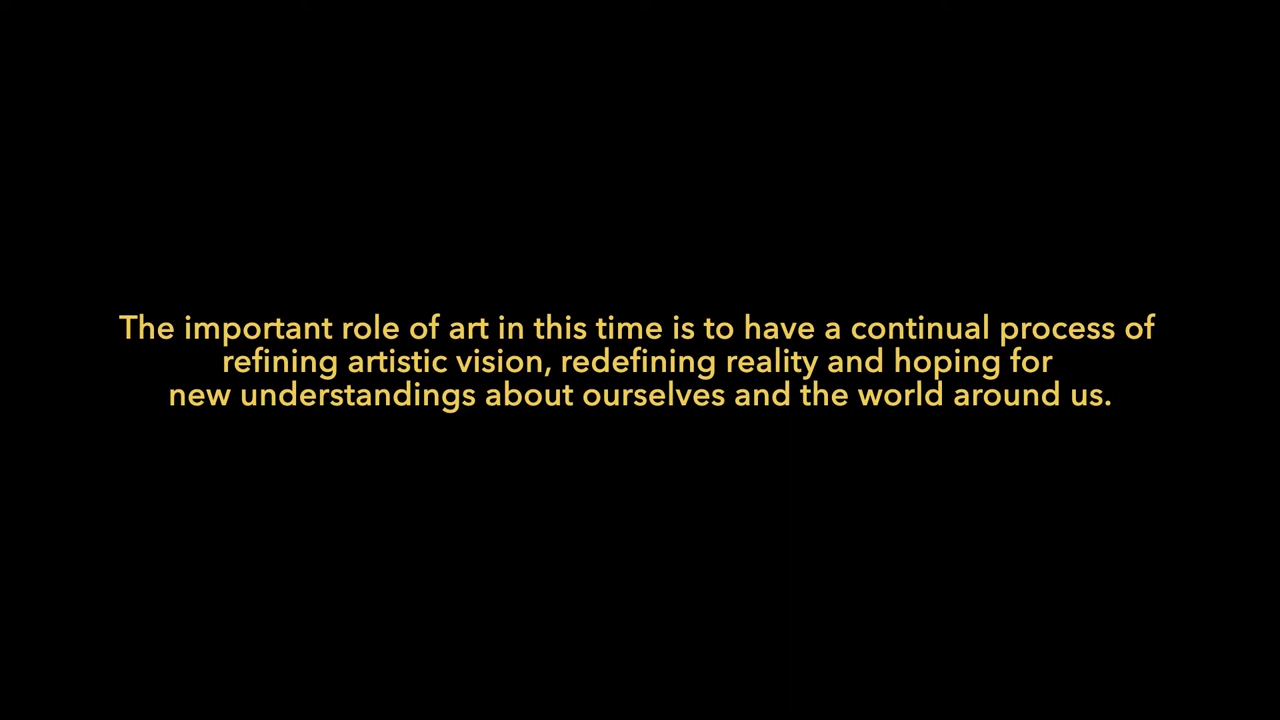 The important role of art in this time is to have a continual process of
refining artistic vision, redefining reality and hoping for
new understandings about ourselves and the world around us.